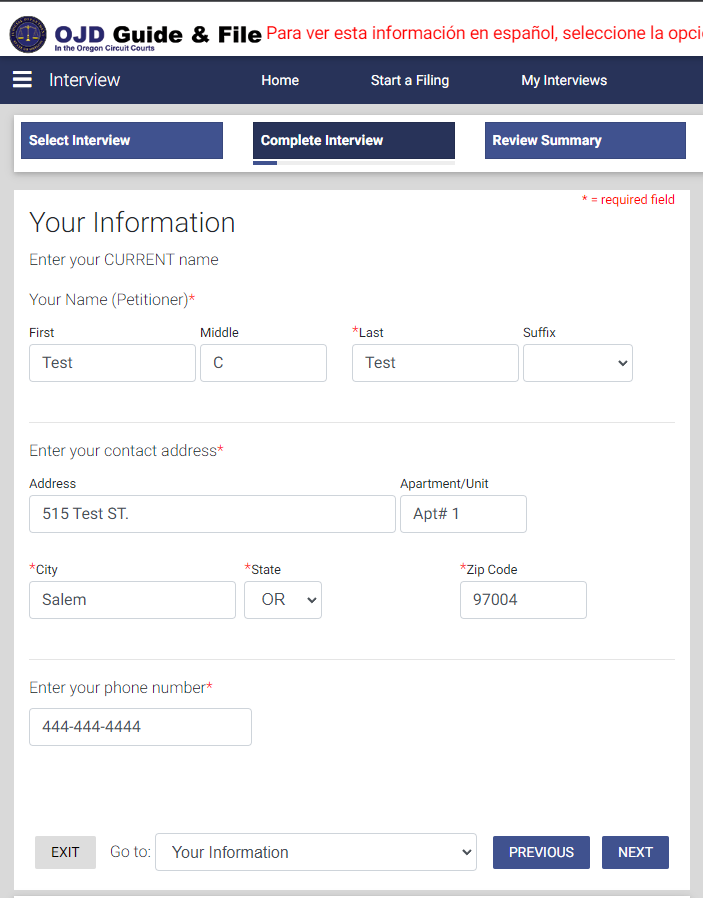 OJD Guide & File Para ver esta información en español, seleccione la opci
In the Oregon Circuit Courts
Interview Home Start a Filing My Interviews
Select Interview Complete Interview Review Summary
* = required field
Your Information
Enter your CURRENT name
Your Name (Petitioner)*
First Middle *Last Suffix
Test C Test
Enter your contact address*
Address Apartment/Unit
515 Test ST. Apt# 1
*City *State *Zip Code
Salem OR 97004
Enter your phone number*
444-444-4444
EXIT Go to: Your Information PREVIOUS NEXT